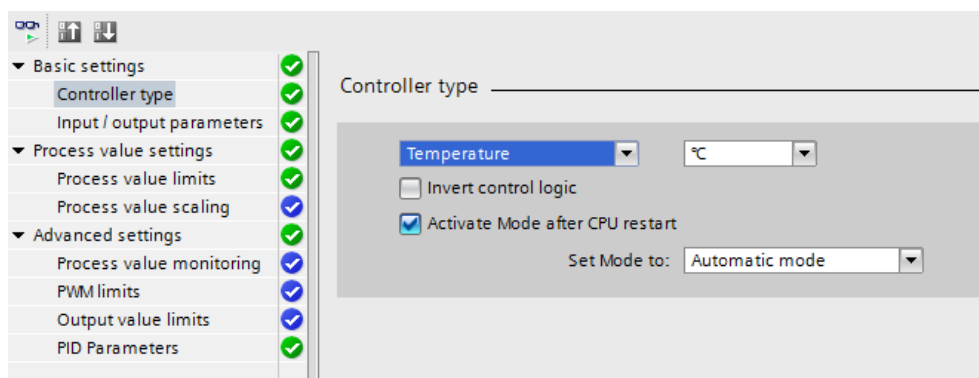 Basic settings
Controller type
Input / output parameters
Process value settings
Process value limits
Process value scaling
Advanced settings
Process value monitoring
PWM limits
Output value limits
PID Parameters
Controller type
Temperature °C
Invert control logic
Activate Mode after CPU restart
Set Mode to: Automatic mode